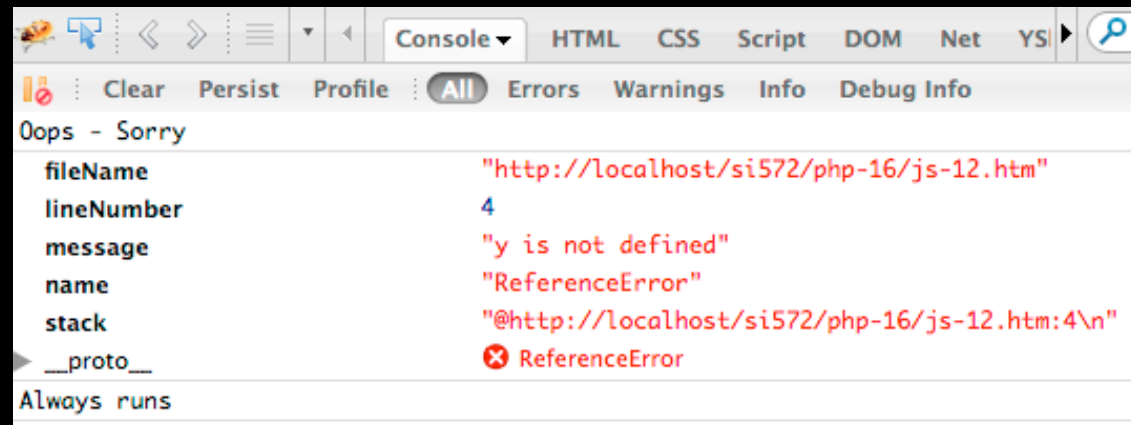 Console HTML CSS Script DOM Net YS
Clear Persist Profile All Errors Warnings Info Debug Info
Oops - Sorry
fileName "http://localhost/si572/php-16/js-12.htm"
lineNumber 4
message "y is not defined"
name "ReferenceError"
stack "@http://localhost/si572/php-16/js-12.htm:4\n"
__proto__ ReferenceError
Always runs